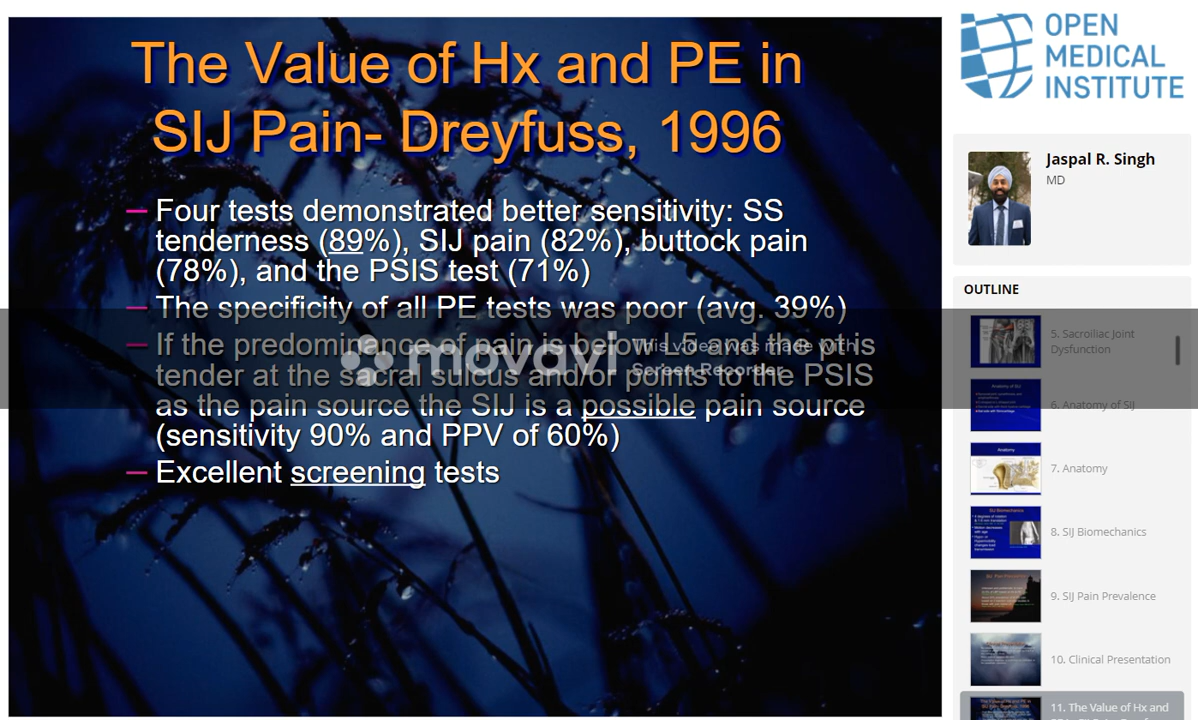 The Value of Hx and PE in
SIJ Pain- Dreyfuss, 1996
– Four tests demonstrated better sensitivity: SS
tenderness (89%), SIJ pain (82%), buttock pain
(78%), and the PSIS test (71%)
– The specificity of all PE tests was poor (avg. 39%)
– If the predominance of pain is below L5 and the pt is
tender at the sacral sulcus and/or points to the PSIS
as the pain source the SIJ is a possible pain source
(sensitivity 90% and PPV of 60%)
– Excellent screening tests
movavi
This video was made with
Screen Recorder
OPEN
MEDICAL
INSTITUTE
Jaspal R. Singh
MD
OUTLINE
5. Sacroiliac Joint
Dysfunction
6. Anatomy of SIJ
Anatomy of SIJ
7. Anatomy
Anatomy
8. SIJ Biomechanics
SIJ Biomechanics
9. SIJ Pain Prevalence
10. Clinical Presentation
11. The Value of Hx and